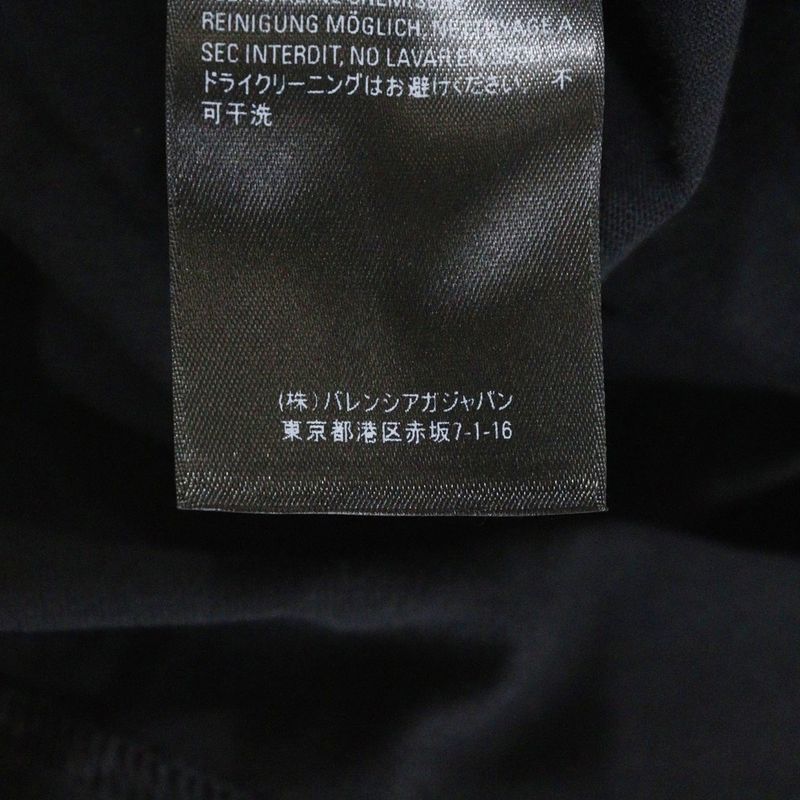 REINIGUNG MÖGLICH, NETTOYAGE A
SEC INTERDIT, NO LAVAR EN SECO,
ドライクリーニングはお避けください。 不
可干洗
(株)バレンシアガジャパン
東京都港区赤坂7-1-16